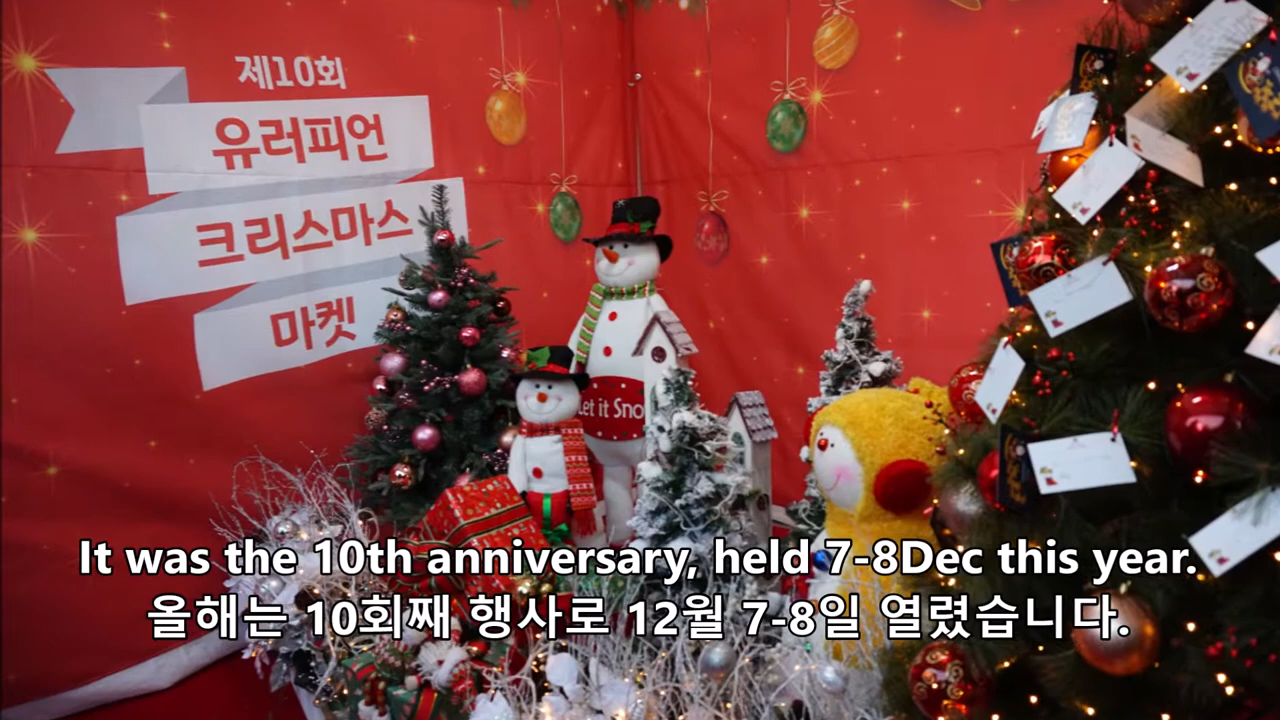 제10회
유러피언
크리스마스
마켓
Let it Sno
It was the 10th anniversary, held 7-8Dec this year.
올해는 10회째 행사로 12월 7-8일 열렸습니다.